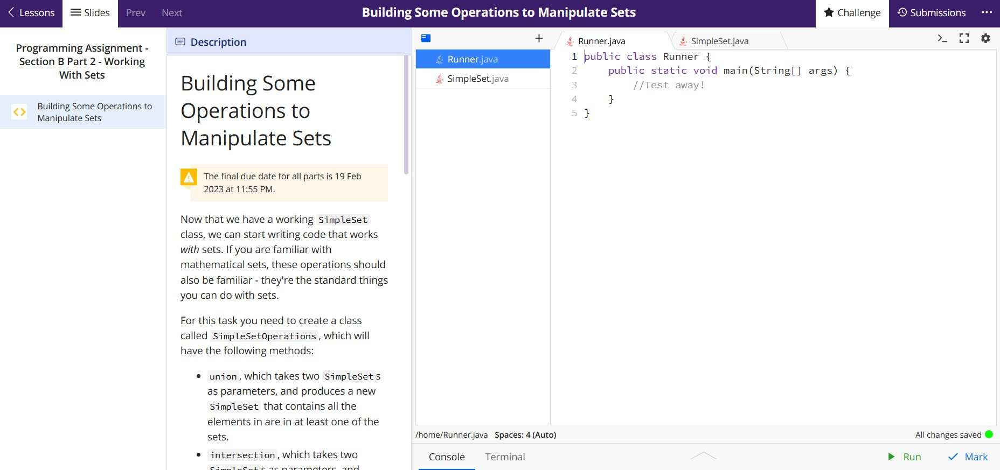 Lessons
Slides
Prev
Next
Building Some Operations to Manipulate Sets
Challenge
Submissions
Programming Assignment -
Section B Part 2 - Working
With Sets
Building Some Operations to
Manipulate Sets
Description
Building Some
Operations to
Manipulate Sets
The final due date for all parts is 19 Feb
2023 at 11:55 PM.
Now that we have a working SimpleSet
class, we can start writing code that works
with sets. If you are familiar with
mathematical sets, these operations should
also be familiar - they're the standard things
you can do with sets.
For this task you need to create a class
called SimpleSetOperations, which will
have the following methods:
union, which takes two SimpleSets
as parameters, and produces a new
SimpleSet that contains all the
elements in are in at least one of the
sets.
intersection, which takes two
SimpleSets as parameters, and
Runner.java
SimpleSet.java
Runner.java
SimpleSet.java
1 public class Runner {
2 public static void main(String[] args) {
3 //Test away!
4 }
5 }
/home/Runner.java Spaces: 4 (Auto)
All changes saved
Console
Terminal
Run
Mark